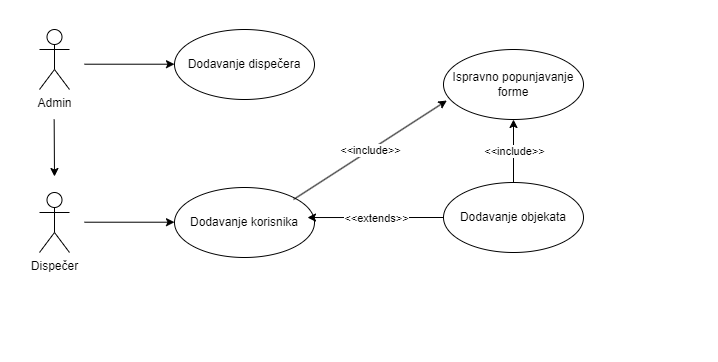 Dodavanje dispečera
Admin
Ispravno popunjavanje
forme
<<include>>
<<include>>
Dispečer
Dodavanje korisnika
<<extends>>
Dodavanje objekata